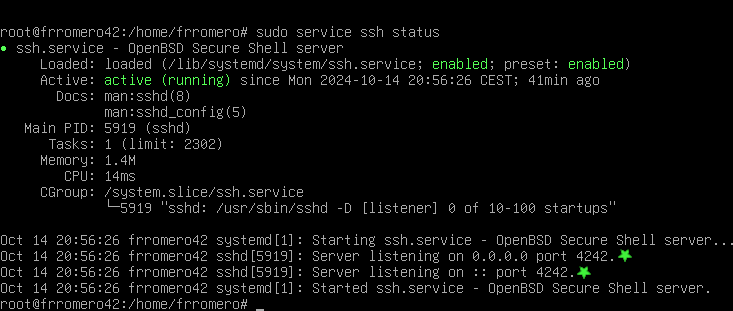 root@frromero42:/home/frromero# sudo service ssh status
● ssh.service - OpenBSD Secure Shell server
Loaded: loaded (/lib/systemd/system/ssh.service; enabled; preset: enabled)
Active: active (running) since Mon 2024-10-14 20:56:26 CEST; 41min ago
Docs: man:sshd(8)
man:sshd_config(5)
Main PID: 5919 (sshd)
Tasks: 1 (limit: 2302)
Memory: 1.4M
CPU: 14ms
CGroup: /system.slice/ssh.service
└─5919 "sshd: /usr/sbin/sshd -D [listener] 0 of 10-100 startups"
Oct 14 20:56:26 frromero42 systemd[1]: Starting ssh.service - OpenBSD Secure Shell server...
Oct 14 20:56:26 frromero42 sshd[5919]: Server listening on 0.0.0.0 port 4242.
Oct 14 20:56:26 frromero42 sshd[5919]: Server listening on :: port 4242.
Oct 14 20:56:26 frromero42 systemd[1]: Started ssh.service - OpenBSD Secure Shell server.
root@frromero42:/home/frromero# _